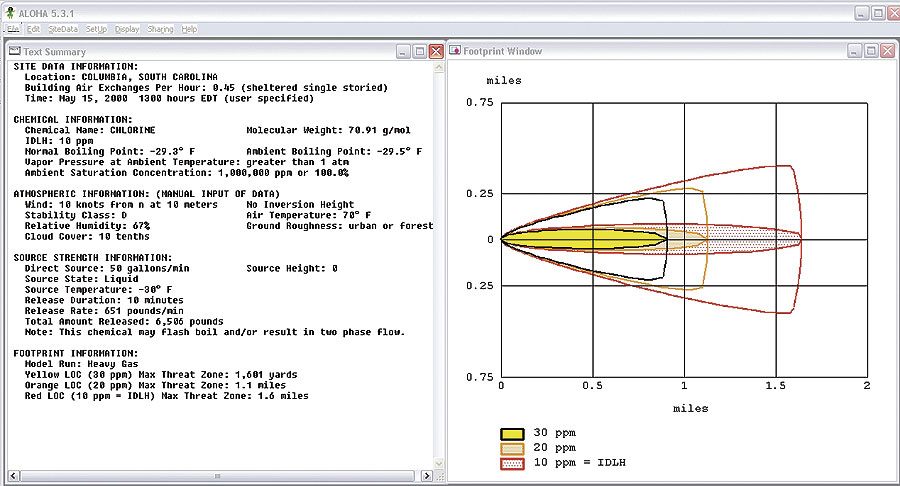 ALOHA 5.3.1
File Edit SiteData SetUp Display Sharing Help
Text Summary
SITE DATA INFORMATION:
Location: COLUMBIA, SOUTH CAROLINA
Building Air Exchanges Per Hour: 0.45 (sheltered single storied)
Time: May 15, 2000 1300 hours EDT (user specified)
CHEMICAL INFORMATION:
Chemical Name: CHLORINE Molecular Weight: 70.91 g/mol
IDLH: 10 ppm
Normal Boiling Point: -29.3° F Ambient Boiling Point: -29.5° F
Vapor Pressure at Ambient Temperature: greater than 1 atm
Ambient Saturation Concentration: 1,000,000 ppm or 100.0%
ATMOSPHERIC INFORMATION: (MANUAL INPUT OF DATA)
Wind: 10 knots from n at 10 meters No Inversion Height
Stability Class: D Air Temperature: 70° F
Relative Humidity: 67% Ground Roughness: urban or forest
Cloud Cover: 10 tenths
SOURCE STRENGTH INFORMATION:
Direct Source: 50 gallons/min Source Height: 0
Source State: Liquid
Source Temperature: -30° F
Release Duration: 10 minutes
Release Rate: 651 pounds/min
Total Amount Released: 6,506 pounds
Note: This chemical may flash boil and/or result in two phase flow.
FOOTPRINT INFORMATION:
Model Run: Heavy Gas
Yellow LOC (30 ppm) Max Threat Zone: 1,601 yards
Orange LOC (20 ppm) Max Threat Zone: 1.1 miles
Red LOC (10 ppm = IDLH) Max Threat Zone: 1.6 miles
Footprint Window
miles
0.75
0.25
0
0.25
0.75
0 0.5 1 1.5 2
miles
30 ppm
20 ppm
10 ppm = IDLH